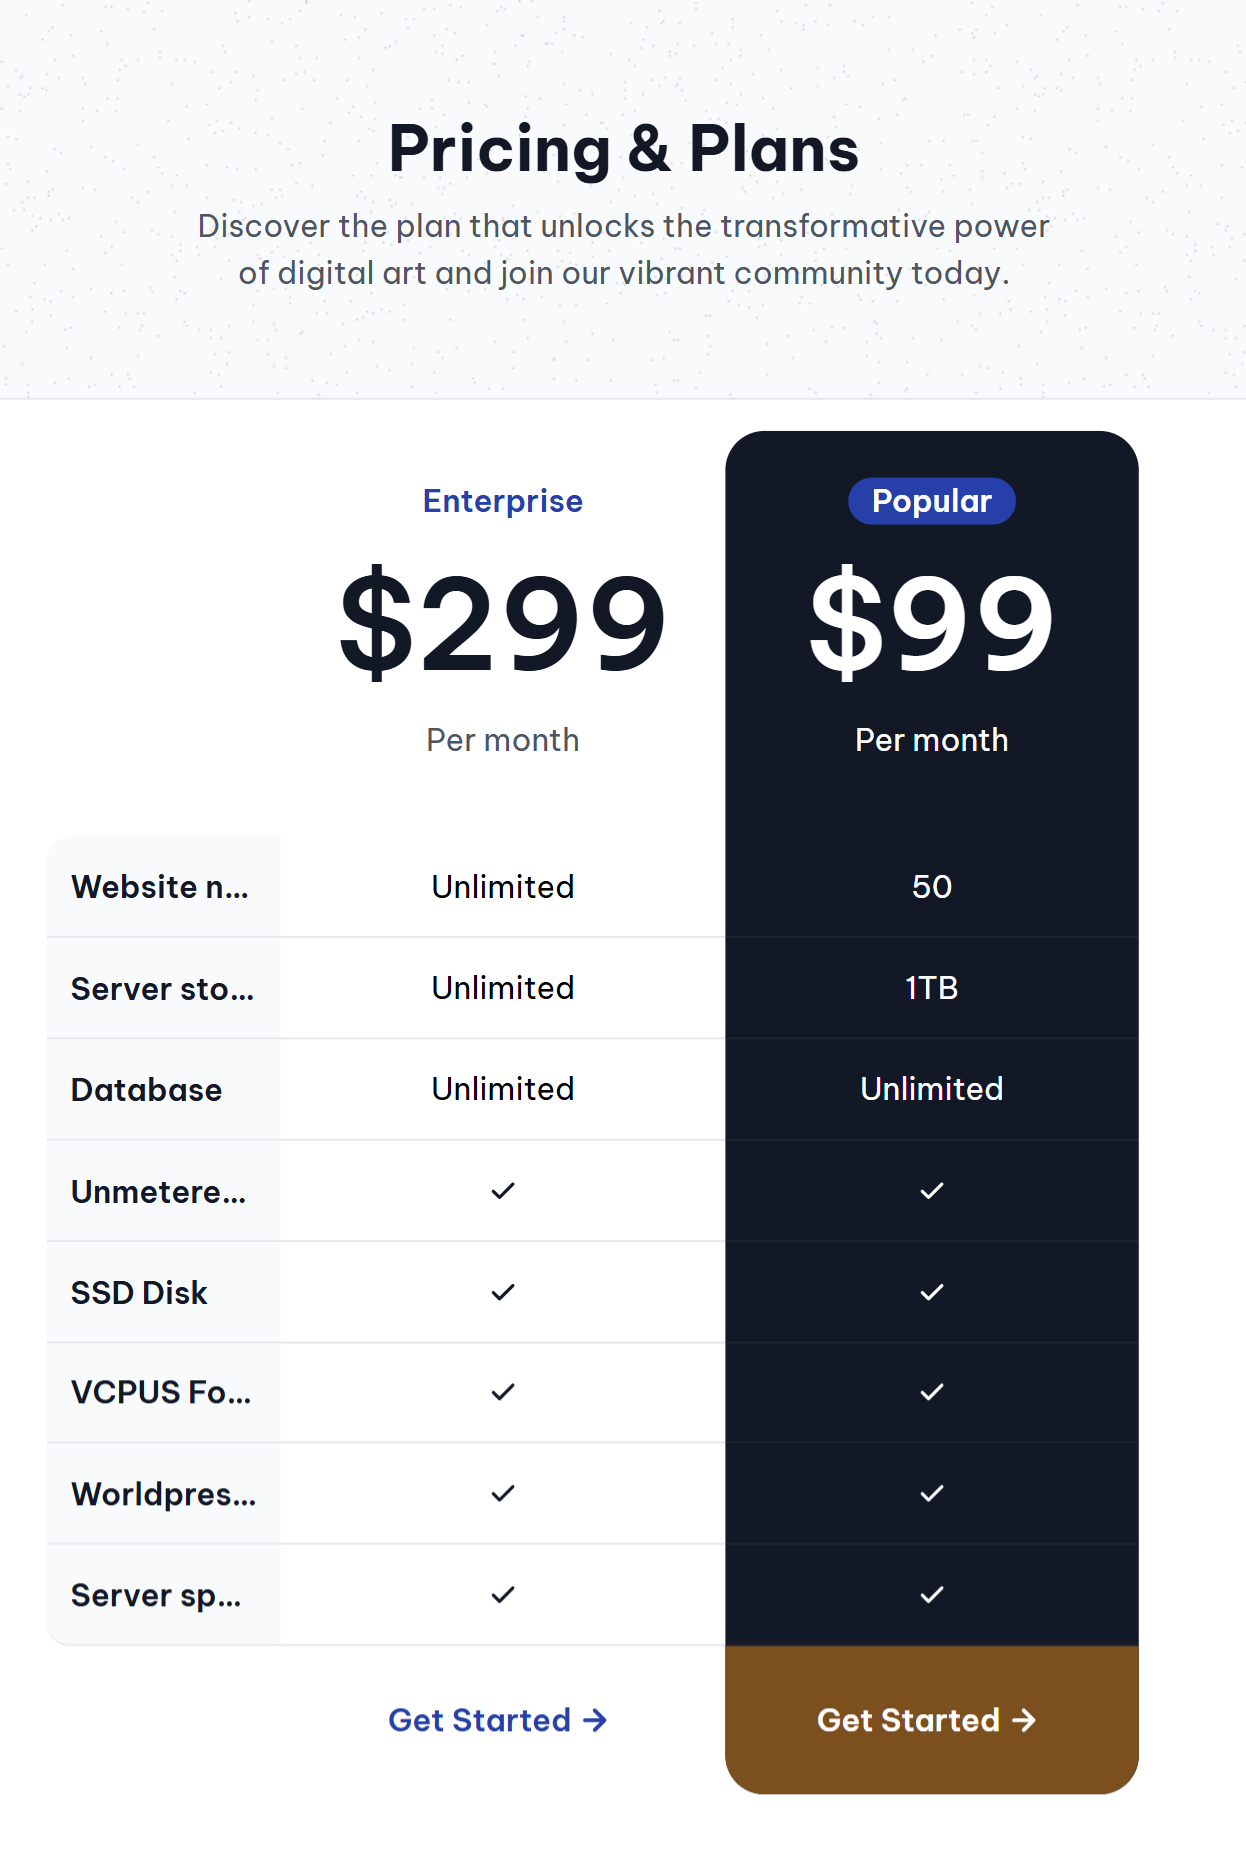 Pricing & Plans
Discover the plan that unlocks the transformative power
of digital art and join our vibrant community today.
Enterprise
Popular
$299
$99
Per month
Per month
Website n...
Unlimited
50
Server sto...
Unlimited
1TB
Database
Unlimited
Unlimited
Unmetere...
SSD Disk
VCPUS Fo...
Worldpres...
Server sp...
Get Started →
Get Started →